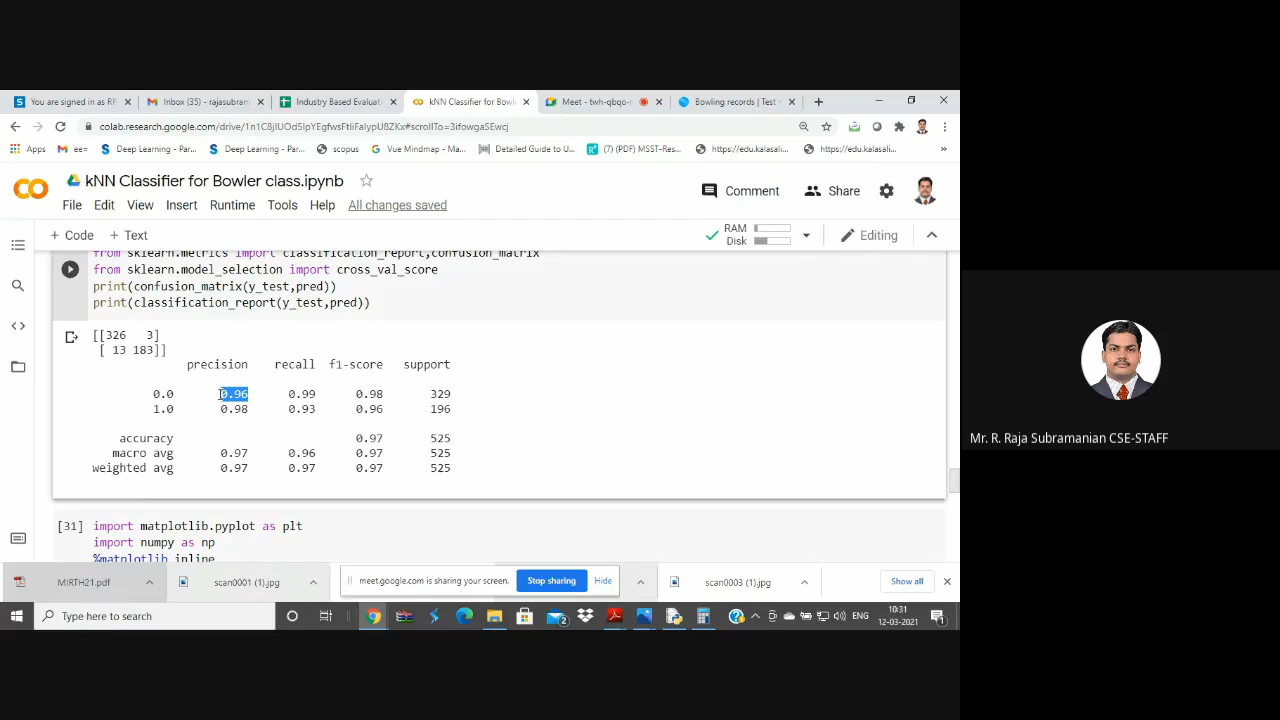 You are signed in as RR
Inbox (35) - rajasubram
Industry Based Evaluati
kNN Classifier for Bowle
Meet - twh-qbqo-
Bowling records | Test m
colab.research.google.com/drive/1n1C8jIUOd5IpYEgfwsFtIiFaIypU8ZKx#scrollTo=3ifowgaSEwcj
Apps
ee=
Deep Learning - Par...
Deep Learning - Par...
scopus
Vue Mindmap - Ma...
Detailed Guide to U...
(7) (PDF) MSST-Res...
https://edu.kalasali...
https://edu.kalasali...
»
kNN Classifier for Bowler class.ipynb
Comment
Share
File Edit View Insert Runtime Tools Help All changes saved
+ Code + Text
RAM
Disk
Editing
from sklearn.metrics import classification_report,confusion_matrix
from sklearn.model_selection import cross_val_score
print(confusion_matrix(y_test,pred))
print(classification_report(y_test,pred))
[[326 3]
[ 13 183]]
precision recall f1-score support
0.0 0.96 0.99 0.98 329
1.0 0.98 0.93 0.96 196
accuracy 0.97 525
macro avg 0.97 0.96 0.97 525
weighted avg 0.97 0.97 0.97 525
[31] import matplotlib.pyplot as plt
import numpy as np
%matplotlib inline
Mr. R. Raja Subramanian CSE-STAFF
MIRTH21.pdf
scan0001 (1).jpg
meet.google.com is sharing your screen.
Stop sharing
Hide
scan0003 (1).jpg
Show all
Type here to search
2
ENG
10:31
12-03-2021
1